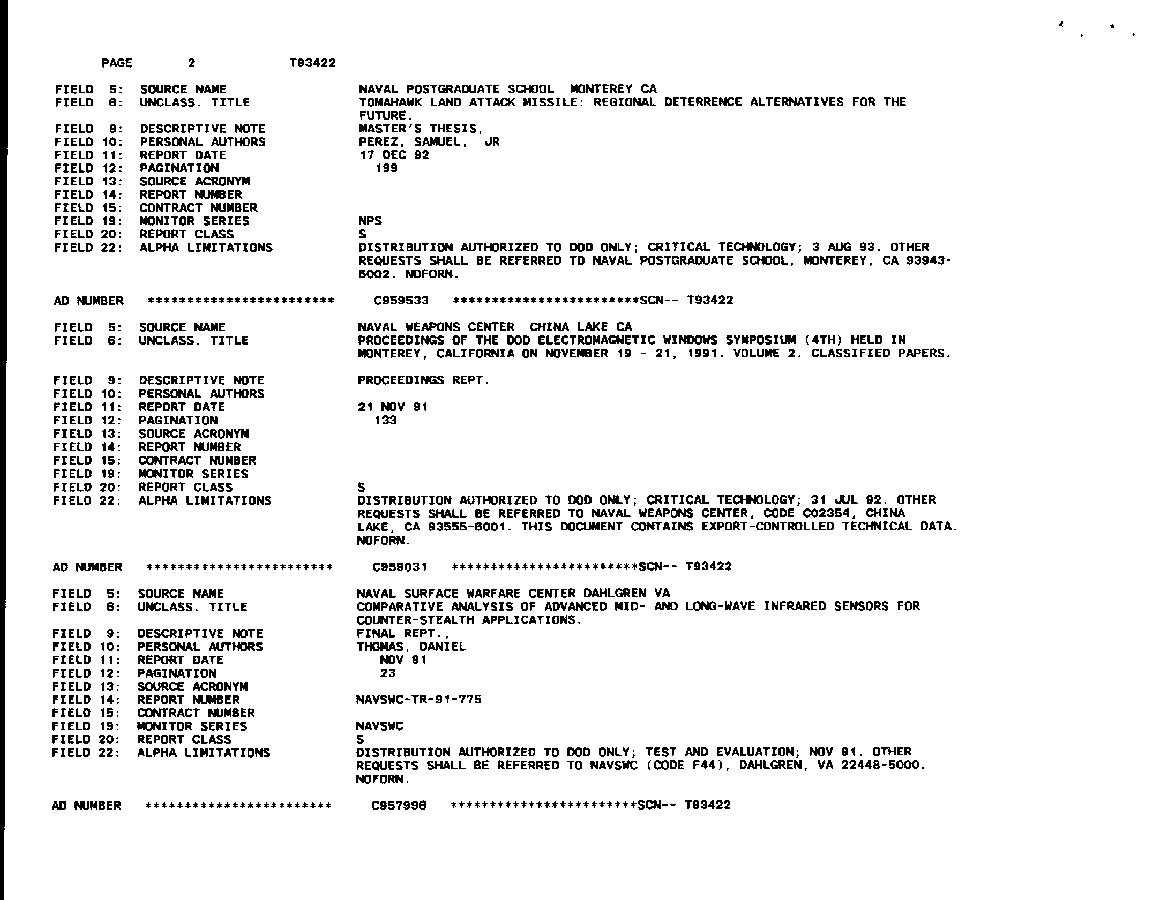 PAGE 2 T93422
FIELD 5: SOURCE NAME NAVAL POSTGRADUATE SCHOOL MONTEREY CA
FIELD 6: UNCLASS. TITLE TOMAHAWK LAND ATTACK MISSILE: REGIONAL DETERRENCE ALTERNATIVES FOR THE
FUTURE.
FIELD 9: DESCRIPTIVE NOTE MASTER'S THESIS,
FIELD 10: PERSONAL AUTHORS PEREZ, SAMUEL, JR
FIELD 11: REPORT DATE 17 DEC 92
FIELD 12: PAGINATION 199
FIELD 13: SOURCE ACRONYM
FIELD 14: REPORT NUMBER
FIELD 15: CONTRACT NUMBER
FIELD 19: MONITOR SERIES NPS
FIELD 20: REPORT CLASS S
FIELD 22: ALPHA LIMITATIONS DISTRIBUTION AUTHORIZED TO DOD ONLY; CRITICAL TECHNOLOGY; 3 AUG 93. OTHER
REQUESTS SHALL BE REFERRED TO NAVAL POSTGRADUATE SCHOOL, MONTEREY, CA 93943-
5002. NOFORN.
AD NUMBER ************************ C959533 ************************SCN-- T93422
FIELD 5: SOURCE NAME NAVAL WEAPONS CENTER CHINA LAKE CA
FIELD 6: UNCLASS. TITLE PROCEEDINGS OF THE DOD ELECTROMAGNETIC WINDOWS SYMPOSIUM (4TH) HELD IN
MONTEREY, CALIFORNIA ON NOVEMBER 19 - 21, 1991. VOLUME 2. CLASSIFIED PAPERS.
FIELD 9: DESCRIPTIVE NOTE PROCEEDINGS REPT.
FIELD 10: PERSONAL AUTHORS
FIELD 11: REPORT DATE 21 NOV 91
FIELD 12: PAGINATION 133
FIELD 13: SOURCE ACRONYM
FIELD 14: REPORT NUMBER
FIELD 15: CONTRACT NUMBER
FIELD 19: MONITOR SERIES
FIELD 20: REPORT CLASS S
FIELD 22: ALPHA LIMITATIONS DISTRIBUTION AUTHORIZED TO DOD ONLY; CRITICAL TECHNOLOGY; 31 JUL 92. OTHER
REQUESTS SHALL BE REFERRED TO NAVAL WEAPONS CENTER, CODE C02354, CHINA
LAKE, CA 93555-6001. THIS DOCUMENT CONTAINS EXPORT-CONTROLLED TECHNICAL DATA.
NOFORN.
AD NUMBER ************************ C958031 ************************SCN-- T93422
FIELD 5: SOURCE NAME NAVAL SURFACE WARFARE CENTER DAHLGREN VA
FIELD 6: UNCLASS. TITLE COMPARATIVE ANALYSIS OF ADVANCED MID- AND LONG-WAVE INFRARED SENSORS FOR
COUNTER-STEALTH APPLICATIONS.
FIELD 9: DESCRIPTIVE NOTE FINAL REPT.,
FIELD 10: PERSONAL AUTHORS THOMAS, DANIEL
FIELD 11: REPORT DATE NOV 91
FIELD 12: PAGINATION 23
FIELD 13: SOURCE ACRONYM
FIELD 14: REPORT NUMBER NAVSWC-TR-91-775
FIELD 15: CONTRACT NUMBER
FIELD 19: MONITOR SERIES NAVSWC
FIELD 20: REPORT CLASS S
FIELD 22: ALPHA LIMITATIONS DISTRIBUTION AUTHORIZED TO DOD ONLY; TEST AND EVALUATION; NOV 91. OTHER
REQUESTS SHALL BE REFERRED TO NAVSWC (CODE F44), DAHLGREN, VA 22448-5000.
NOFORN.
AD NUMBER ************************ C957996 ************************SCN-- T93422